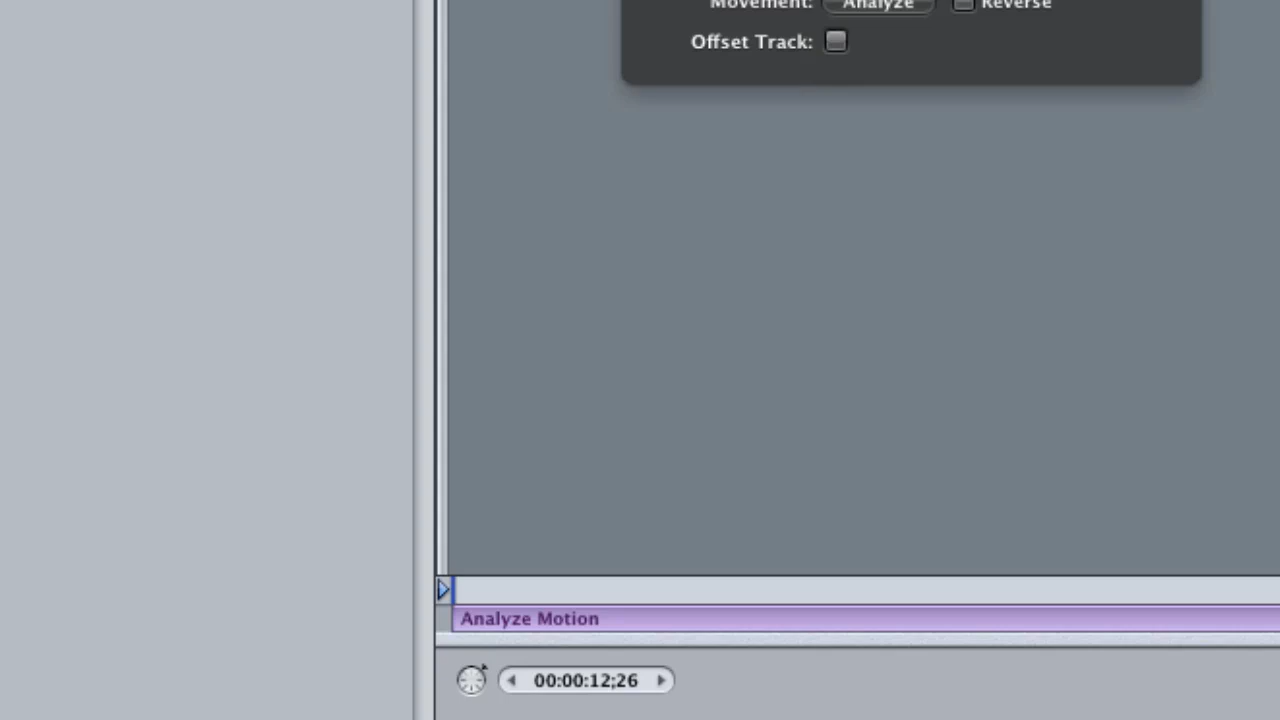 Movement: Analyze Reverse
Offset Track:
Analyze Motion
00:00:12;26